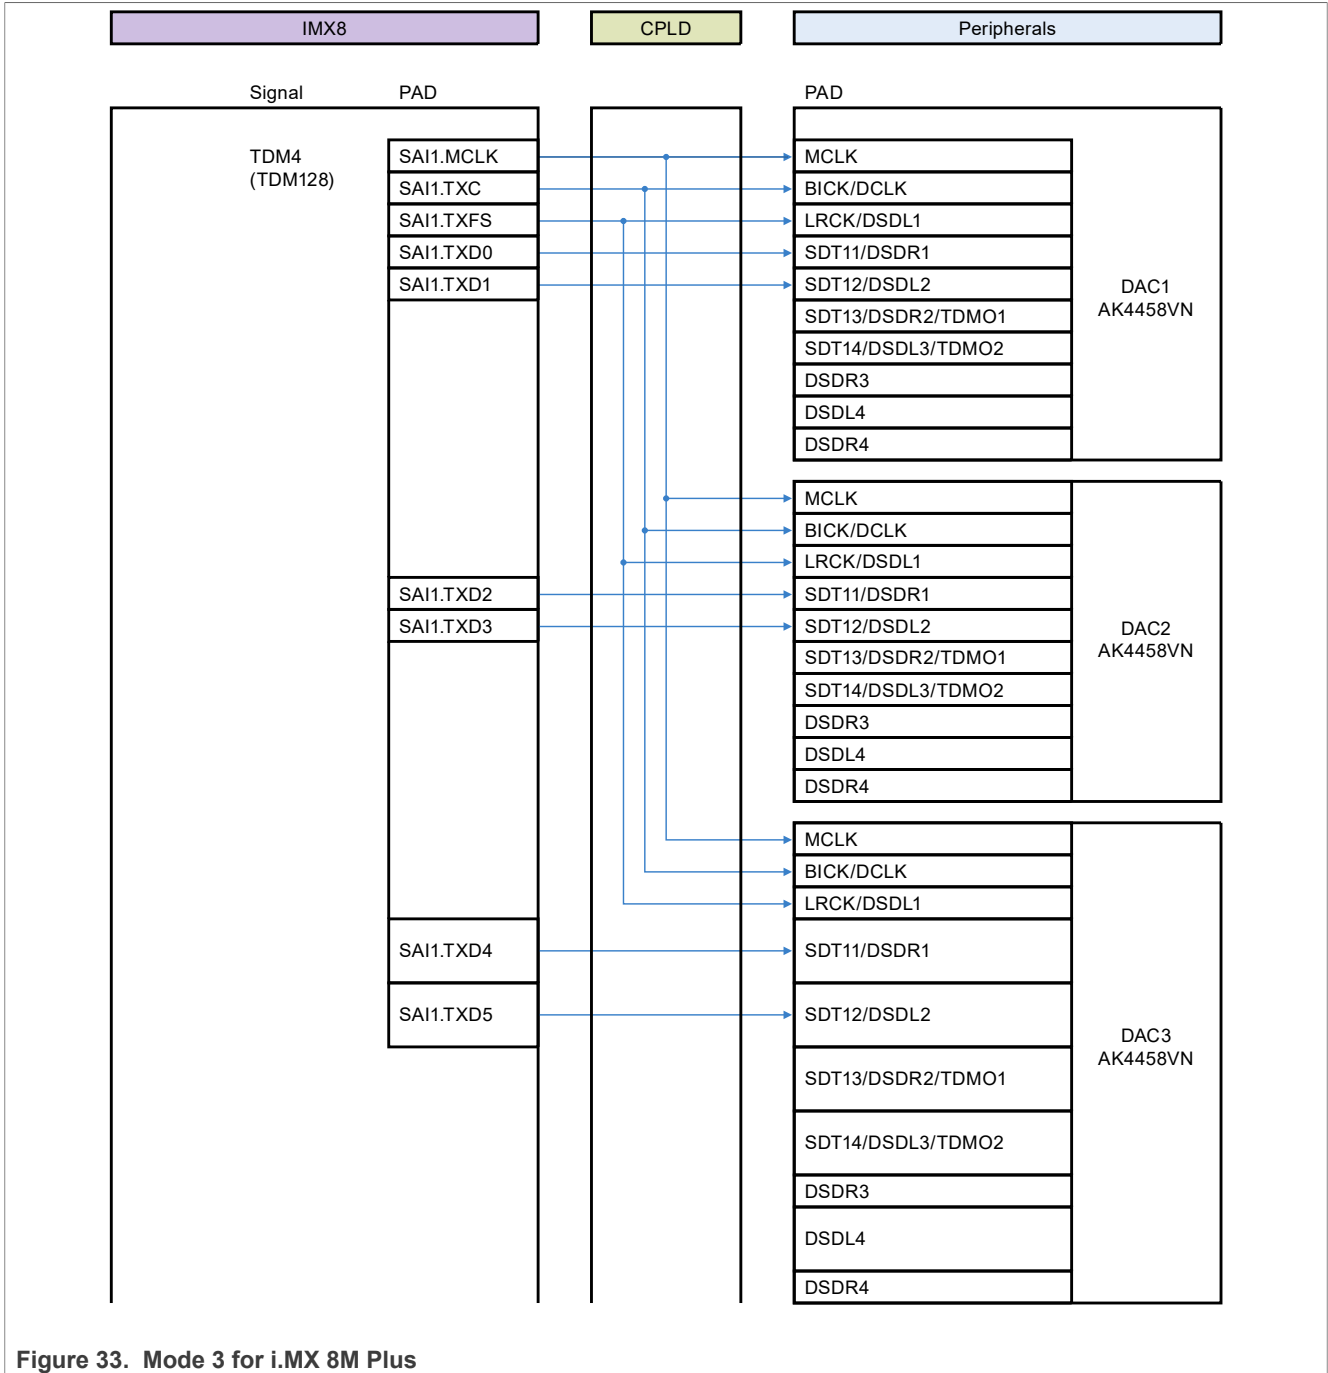 IMX8
CPLD
Peripherals
Signal
PAD
PAD
TDM4
(TDM128)
SAI1.MCLK
SAI1.TXC
SAI1.TXFS
SAI1.TXD0
SAI1.TXD1
MCLK
BICK/DCLK
LRCK/DSDL1
SDT11/DSDR1
SDT12/DSDL2
SDT13/DSDR2/TDMO1
SDT14/DSDL3/TDMO2
DSDR3
DSDL4
DSDR4
DAC1
AK4458VN
SAI1.TXD2
SAI1.TXD3
MCLK
BICK/DCLK
LRCK/DSDL1
SDT11/DSDR1
SDT12/DSDL2
SDT13/DSDR2/TDMO1
SDT14/DSDL3/TDMO2
DSDR3
DSDL4
DSDR4
DAC2
AK4458VN
SAI1.TXD4
SAI1.TXD5
MCLK
BICK/DCLK
LRCK/DSDL1
SDT11/DSDR1
SDT12/DSDL2
SDT13/DSDR2/TDMO1
SDT14/DSDL3/TDMO2
DSDR3
DSDL4
DSDR4
DAC3
AK4458VN
Figure 33. Mode 3 for i.MX 8M Plus